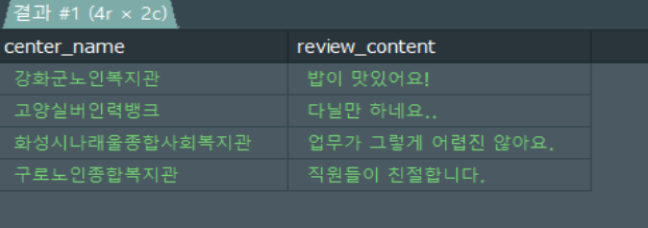 결과 #1 (4r × 2c)
center_name review_content
강화군노인복지관 밥이 맛있어요!
고양실버인력뱅크 다닐만 하네요..
화성시나래울종합사회복지관 업무가 그렇게 어렵진 않아요.
구로노인종합복지관 직원들이 친절합니다.